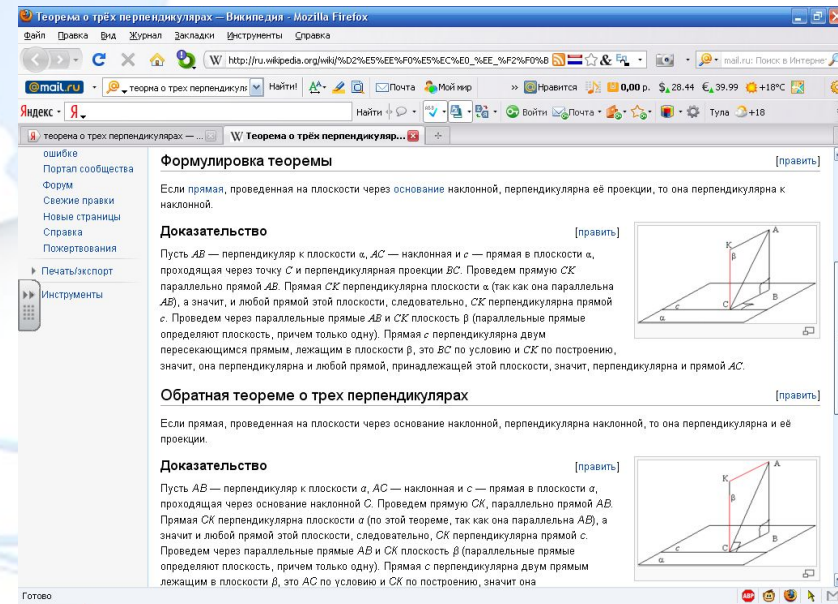 Теорема о трёх перпендикулярах — Википедия - Mozilla Firefox
Файл Правка Вид Журнал Закладки Инструменты Справка
W http://ru.wikipedia.org/wiki/%D2%E5%EE%F0%E5%EC%E0_%EE_%F2%F0%8 mail.ru: Поиск в Интернет
@mail.ru теорма о трех перпендикуля Найти! Почта Мой мир » Нравится 0,00 р. $ 28.44 € 39.99 +18°C
Яндекс Я. Найти Войти Почта Тула +18
Я теорема о трех перпендикулярах — ... W Теорема о трёх перпендикуляр...
ошибке
Портал сообщества
Форум
Свежие правки
Новые страницы
Справка
Пожертвования
Печать/экспорт
Инструменты
Формулировка теоремы [править]
Если прямая, проведенная на плоскости через основание наклонной, перпендикулярна её проекции, то она перпендикулярна к
наклонной.
Доказательство [править]
Пусть AB — перпендикуляр к плоскости α, AC — наклонная и c — прямая в плоскости α,
проходящая через точку C и перпендикулярная проекции BC. Проведем прямую CK
параллельно прямой AB. Прямая CK перпендикулярна плоскости α (так как она параллельна
AB), а значит, и любой прямой этой плоскости, следовательно, CK перпендикулярна прямой
c. Проведем через параллельные прямые AB и CK плоскость β (параллельные прямые
определяют плоскость, причем только одну). Прямая c перпендикулярна двум
пересекающимся прямым, лежащим в плоскости β, это BC по условию и CK по построению,
значит, она перпендикулярна и любой прямой, принадлежащей этой плоскости, значит, перпендикулярна и прямой AC.
A
K
β
B
c
C
α
Обратная теореме о трех перпендикулярах [править]
Если прямая, проведенная на плоскости через основание наклонной, перпендикулярна наклонной, то она перпендикулярна и её
проекции.
Доказательство [править]
Пусть AB — перпендикуляр к плоскости α, AC — наклонная и c — прямая в плоскости α,
проходящая через основание наклонной C. Проведем прямую CK, параллельно прямой AB.
Прямая CK перпендикулярна плоскости α (по этой теореме, так как она параллельна AB), а
значит и любой прямой этой плоскости, следовательно, CK перпендикулярна прямой c.
Проведем через параллельные прямые AB и CK плоскость β (параллельные прямые
определяют плоскость, причем только одну). Прямая c перпендикулярна двум прямым
лежащим в плоскости β, это AC по условию и CK по построению, значит она
A
K
β
B
c
C
α
Готово ABP